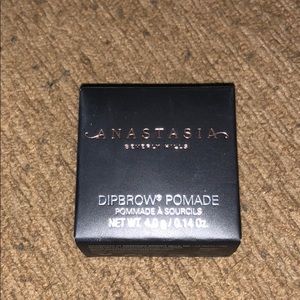 ANASTASIA
BEVERLY HILLS
DIPBROW® POMADE
POMMADE À SOURCILS
NET WT. 4.0 g / 0.14 Oz.